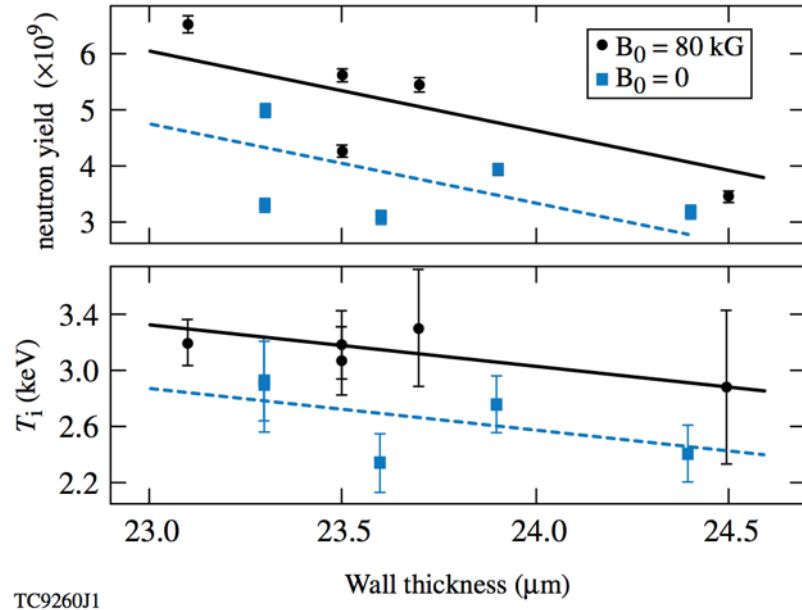 neutron yield (×10⁹)
6
5
4
3
B₀ = 80 kG
B₀ = 0
Tᵢ (keV)
3.4
3.0
2.6
2.2
23.0 23.5 24.0 24.5
Wall thickness (μm)
TC9260J1